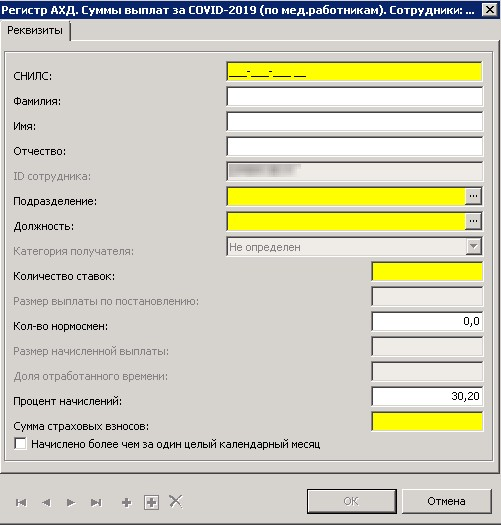 Регистр АХД. Суммы выплат за COVID-2019 (по мед.работникам). Сотрудники: ...
Реквизиты
СНИЛС: ___-___-___ __
Фамилия:
Имя:
Отчество:
ID сотрудника:
Подразделение: ...
Должность: ...
Категория получателя: Не определен
Количество ставок:
Размер выплаты по постановлению:
Кол-во нормосмен: 0,0
Размер начисленной выплаты:
Доля отработанного времени:
Процент начислений: 30,20
Сумма страховых взносов:
Начислено более чем за один целый календарный месяц
ОК Отмена